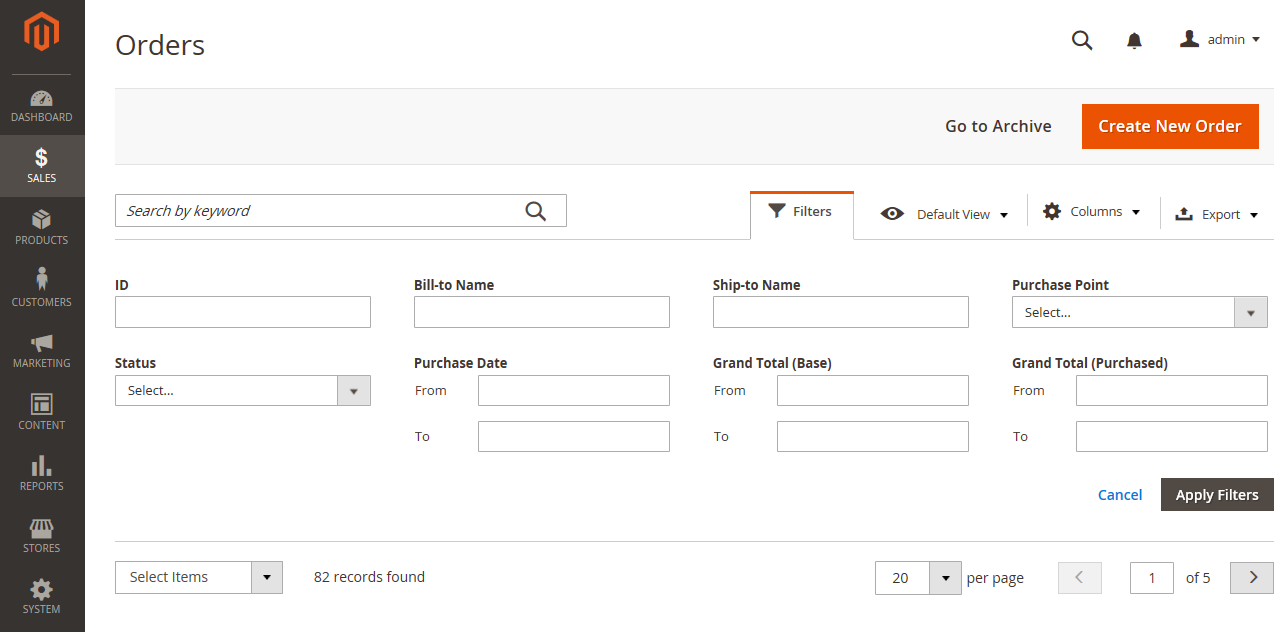 Orders
admin
DASHBOARD
SALES
PRODUCTS
CUSTOMERS
MARKETING
CONTENT
REPORTS
STORES
SYSTEM
Go to Archive Create New Order
Search by keyword Filters Default View Columns Export
ID Bill-to Name Ship-to Name Purchase Point
Select...
Status Purchase Date Grand Total (Base) Grand Total (Purchased)
Select... From From From
To To To
Cancel Apply Filters
Select Items 82 records found 20 per page 1 of 5